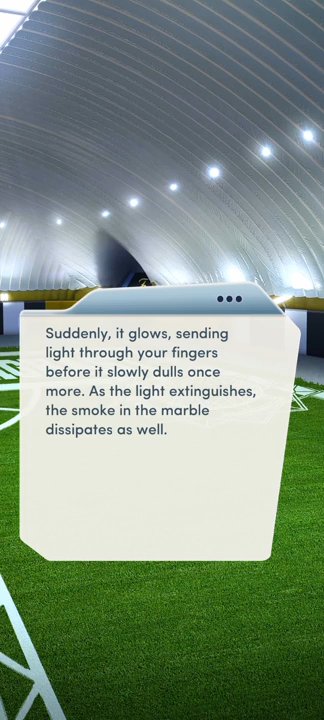 Suddenly, it glows, sending
light through your fingers
before it slowly dulls once
more. As the light extinguishes,
the smoke in the marble
dissipates as well.